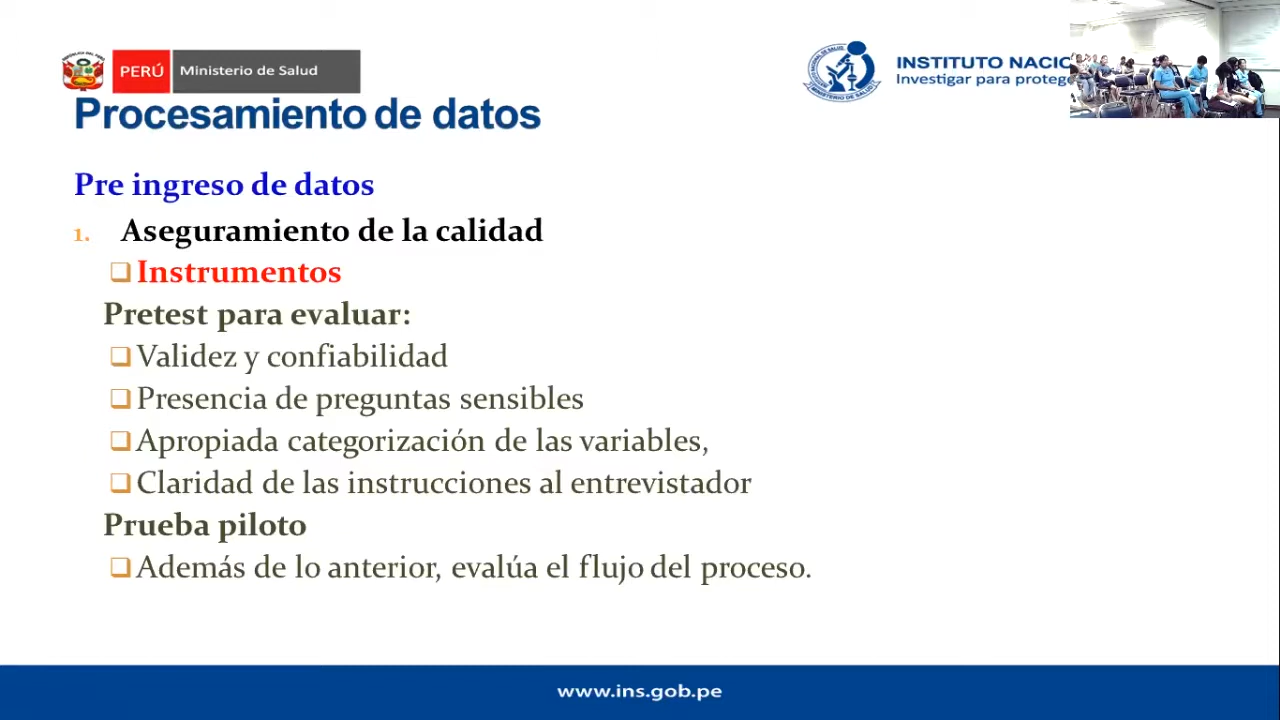 PERÚ Ministerio de Salud
INSTITUTO
Investigar para
Procesamiento de datos
Pre ingreso de datos
1. Aseguramiento de la calidad
Instrumentos
Pretest para evaluar:
Validez y confiabilidad
Presencia de preguntas sensibles
Apropiada categorización de las variables,
Claridad de las instrucciones al entrevistador
Prueba piloto
Además de lo anterior, evalúa el flujo del proceso.
www.ins.gob.pe